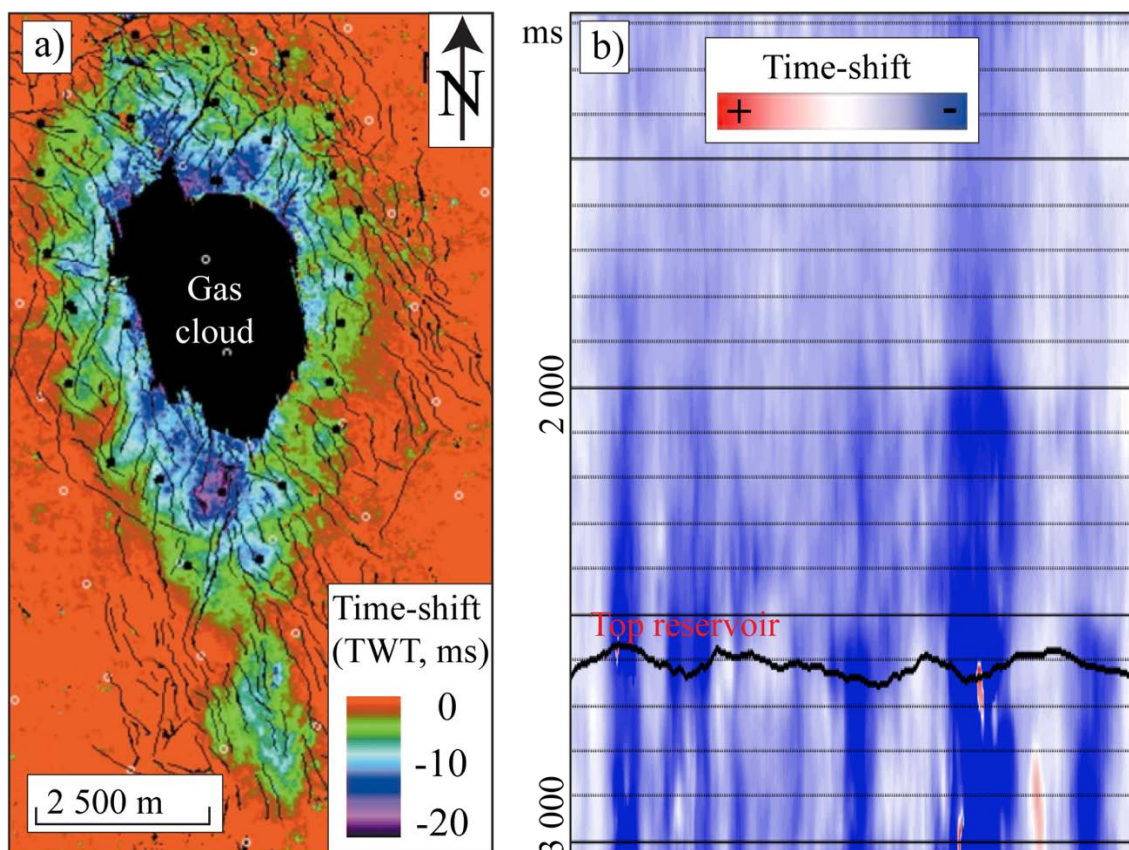 a)
N
Gas
cloud
Time-shift
(TWT, ms)
0
-10
-20
2 500 m
b)
ms
Time-shift
+
-
2 000
Top reservoir
3 000